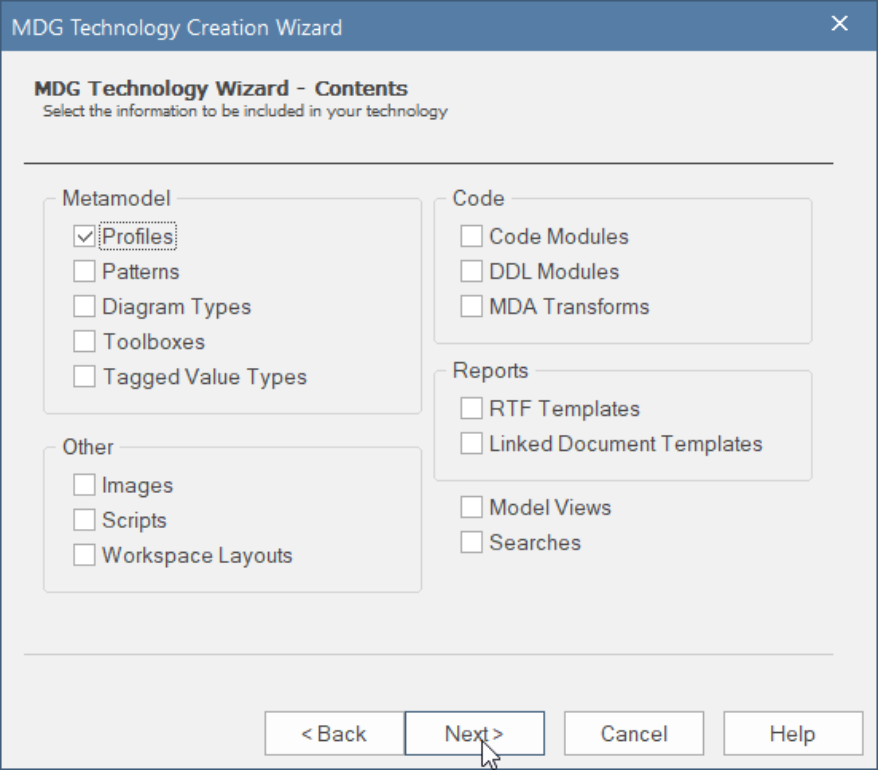 MDG Technology Creation Wizard
MDG Technology Wizard - Contents
Select the information to be included in your technology
Metamodel
Profiles
Patterns
Diagram Types
Toolboxes
Tagged Value Types
Other
Images
Scripts
Workspace Layouts
Code
Code Modules
DDL Modules
MDA Transforms
Reports
RTF Templates
Linked Document Templates
Model Views
Searches
< Back
Next >
Cancel
Help